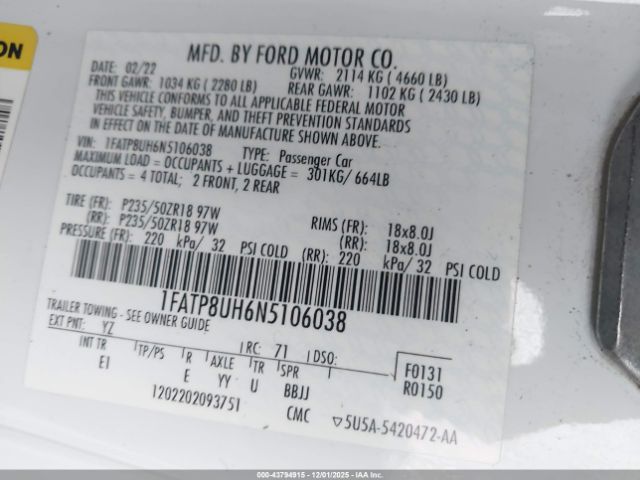 ON
MFD. BY FORD MOTOR CO.
DATE: 02/22 GVWR: 2114 KG ( 4660 LB)
FRONT GAWR: 1034 KG ( 2280 LB) REAR GAWR: 1102 KG ( 2430 LB)
THIS VEHICLE CONFORMS TO ALL APPLICABLE FEDERAL MOTOR
VEHICLE SAFETY, BUMPER, AND THEFT PREVENTION STANDARDS
IN EFFECT ON THE DATE OF MANUFACTURE SHOWN ABOVE.
VIN: 1FATP8UH6N5106038 TYPE: Passenger Car
MAXIMUM LOAD = OCCUPANTS + LUGGAGE = 301KG/ 664LB
OCCUPANTS = 4 TOTAL; 2 FRONT, 2 REAR
TIRE (FR): P235/50ZR18 97W RIMS (FR): 18x8.0J
(RR): P235/50ZR18 97W (RR): 18x8.0J
PRESSURE (FR): 220 kPa/ 32 PSI COLD (RR): 220 kPa/ 32 PSI COLD
1FATP8UH6N5106038
TRAILER TOWING - SEE OWNER GUIDE
EXT PNT: YZ RC: 71 DSO: F0131
INT TR TP/PS R AXLE TR SPR R0150
EI E YY U BBJJ
120220209375​1 CMC ▽5U5A-5420472-AA
000-43794915 - 12/01/2025 - IAA Inc.